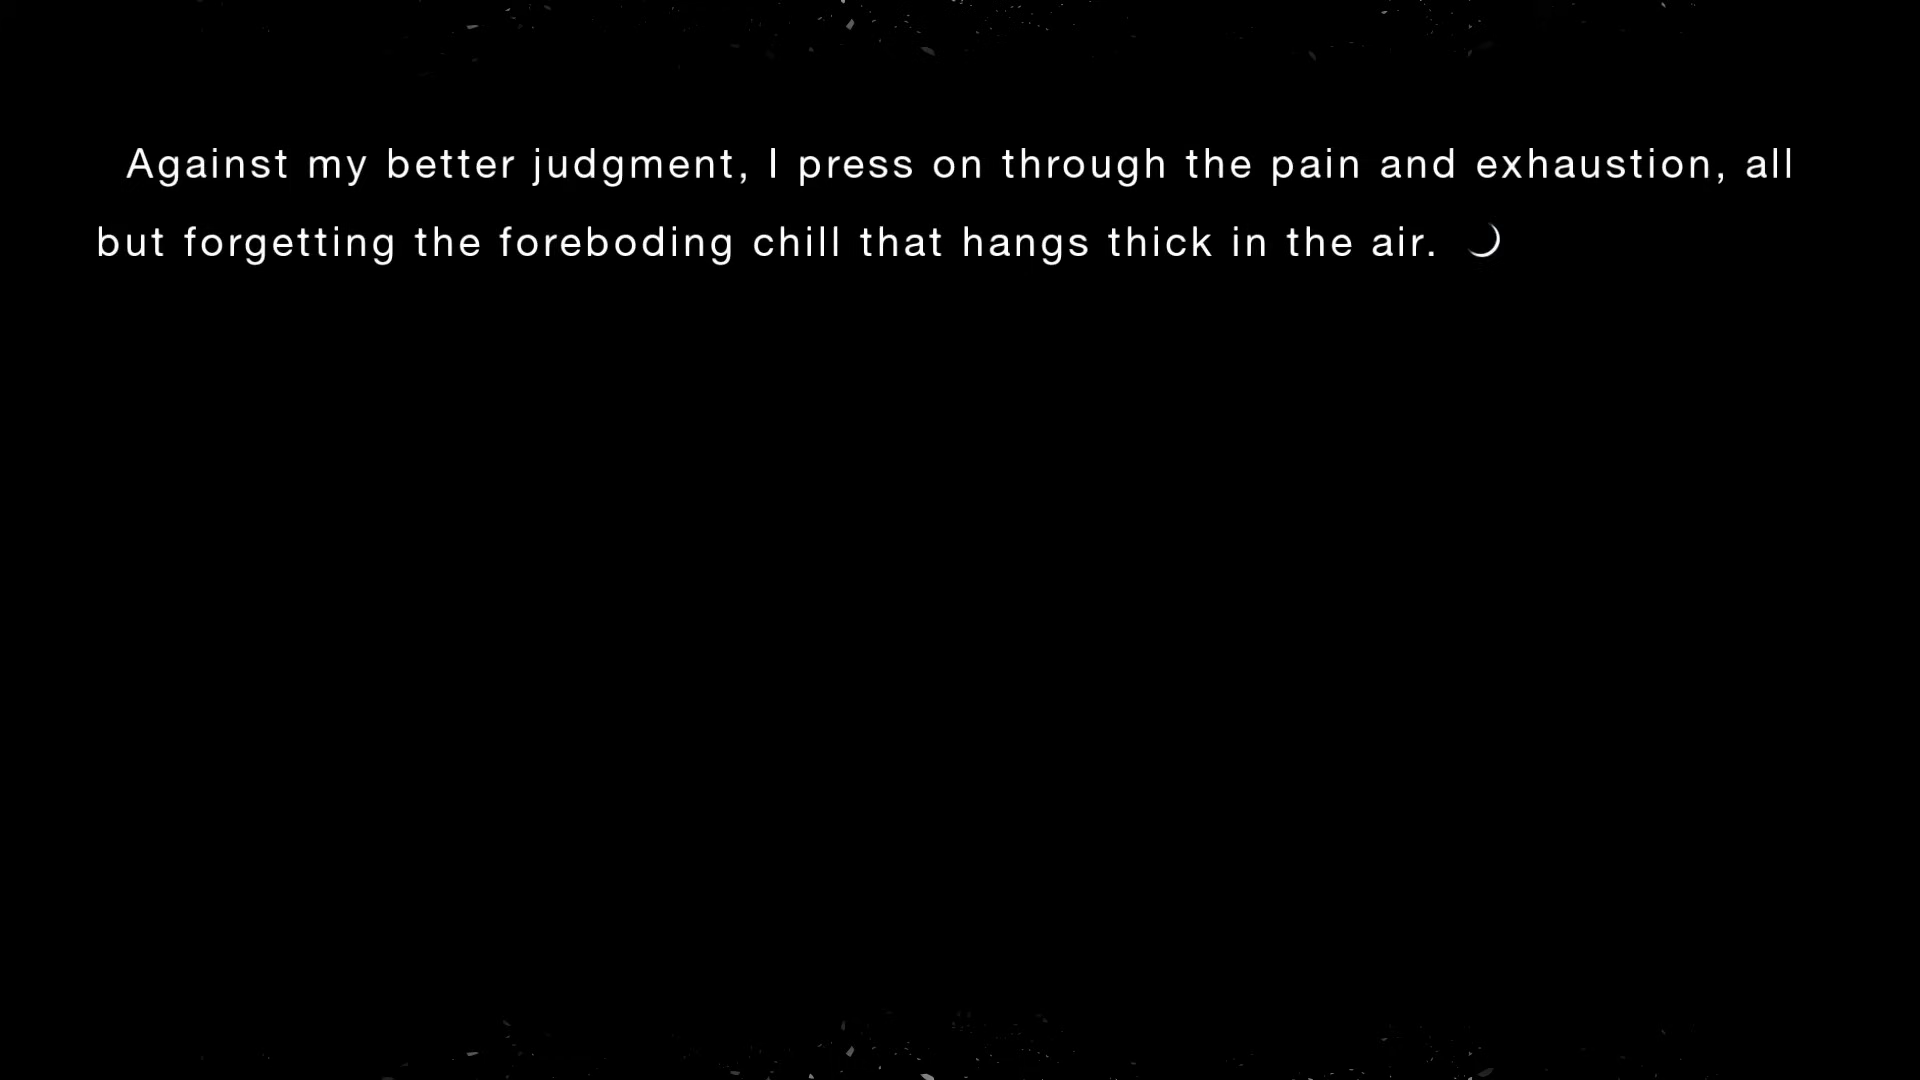 Against my better judgment, I press on through the pain and exhaustion, all
but forgetting the foreboding chill that hangs thick in the air.